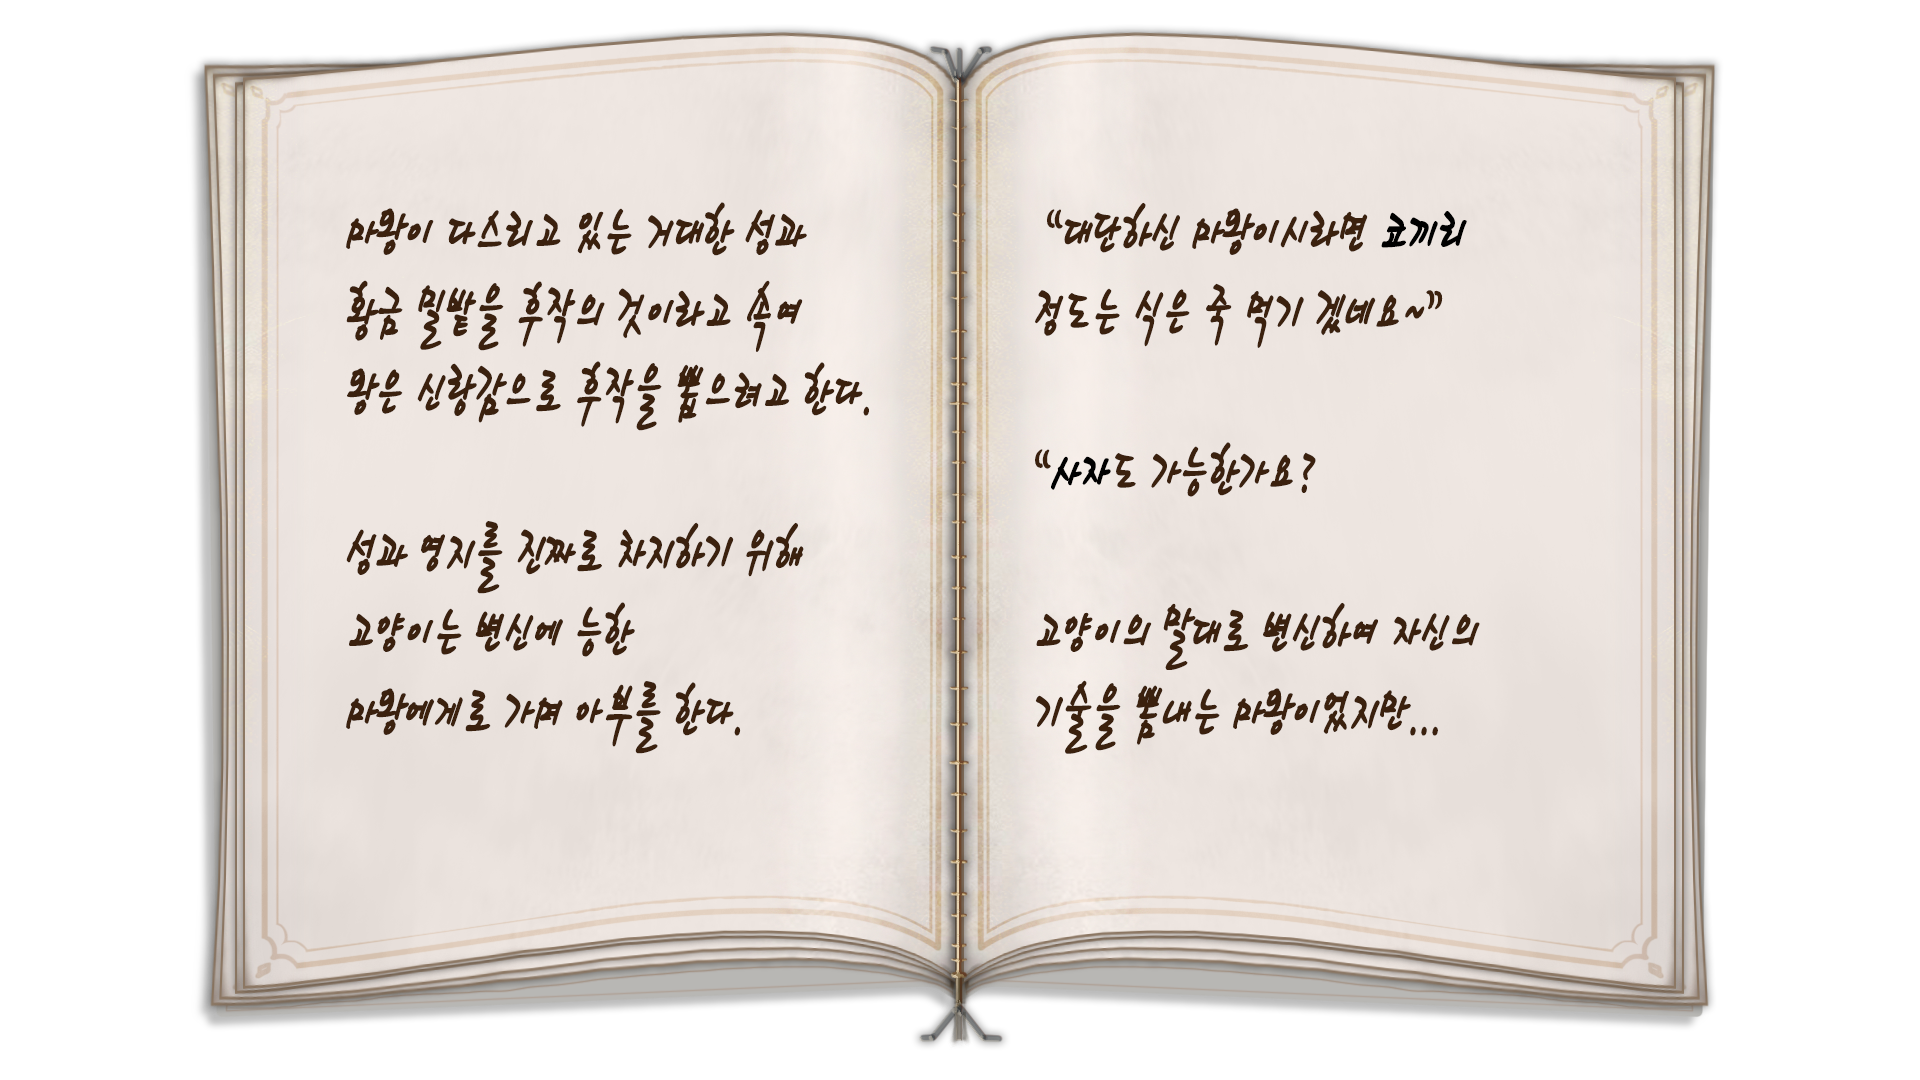 마왕이 다스리고 있는 거대한 성과
황금 밀밭을 후작의 것이라고 속여
왕은 신랑감으로 후작을 뽑으려고 한다.
성과 영지를 진짜로 차지하기 위해
고양이는 변신에 능한
마왕에게로 가며 아부를 한다.
“대단하신 마왕이시라면 코끼리
정도는 식은 죽 먹기 겠네요~”
“사자도 가능한가요?
고양이의 말대로 변신하여 자신의
기술을 뽐내는 마왕이었지만...